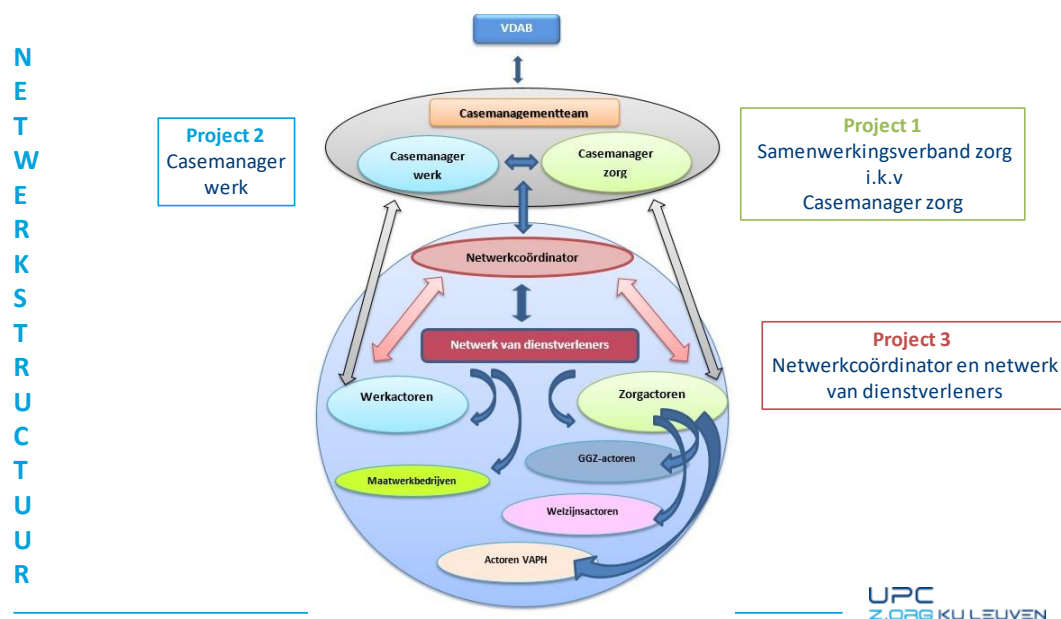 NETWERKSTRUCTUUR
VDAB
Casemanagementteam
Casemanager
werk
Casemanager
zorg
Project 2
Casemanager
werk
Project 1
Samenwerkingsverband zorg
i.k.v
Casemanager zorg
Netwerkcoördinator
Netwerk van dienstverleners
Project 3
Netwerkcoördinator en netwerk
van dienstverleners
Werkactoren
Zorgactoren
GGZ-actoren
Maatwerkbedrijven
Welzijnsactoren
Actoren VAPH
UPC
Z.ORG KU LEUVEN